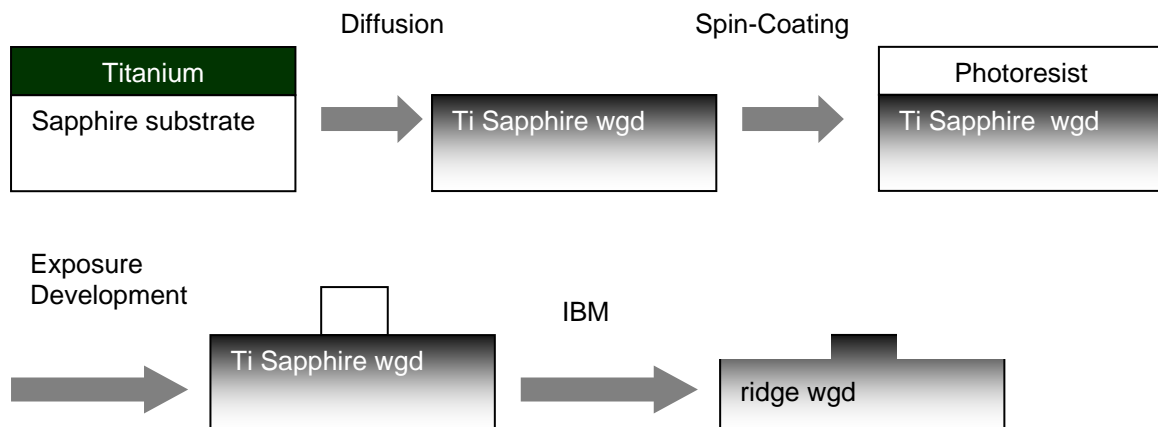 Diffusion
Spin-Coating
Titanium
Sapphire substrate
Ti Sapphire wgd
Photoresist
Ti Sapphire wgd
Exposure
Development
Ti Sapphire wgd
IBM
ridge wgd